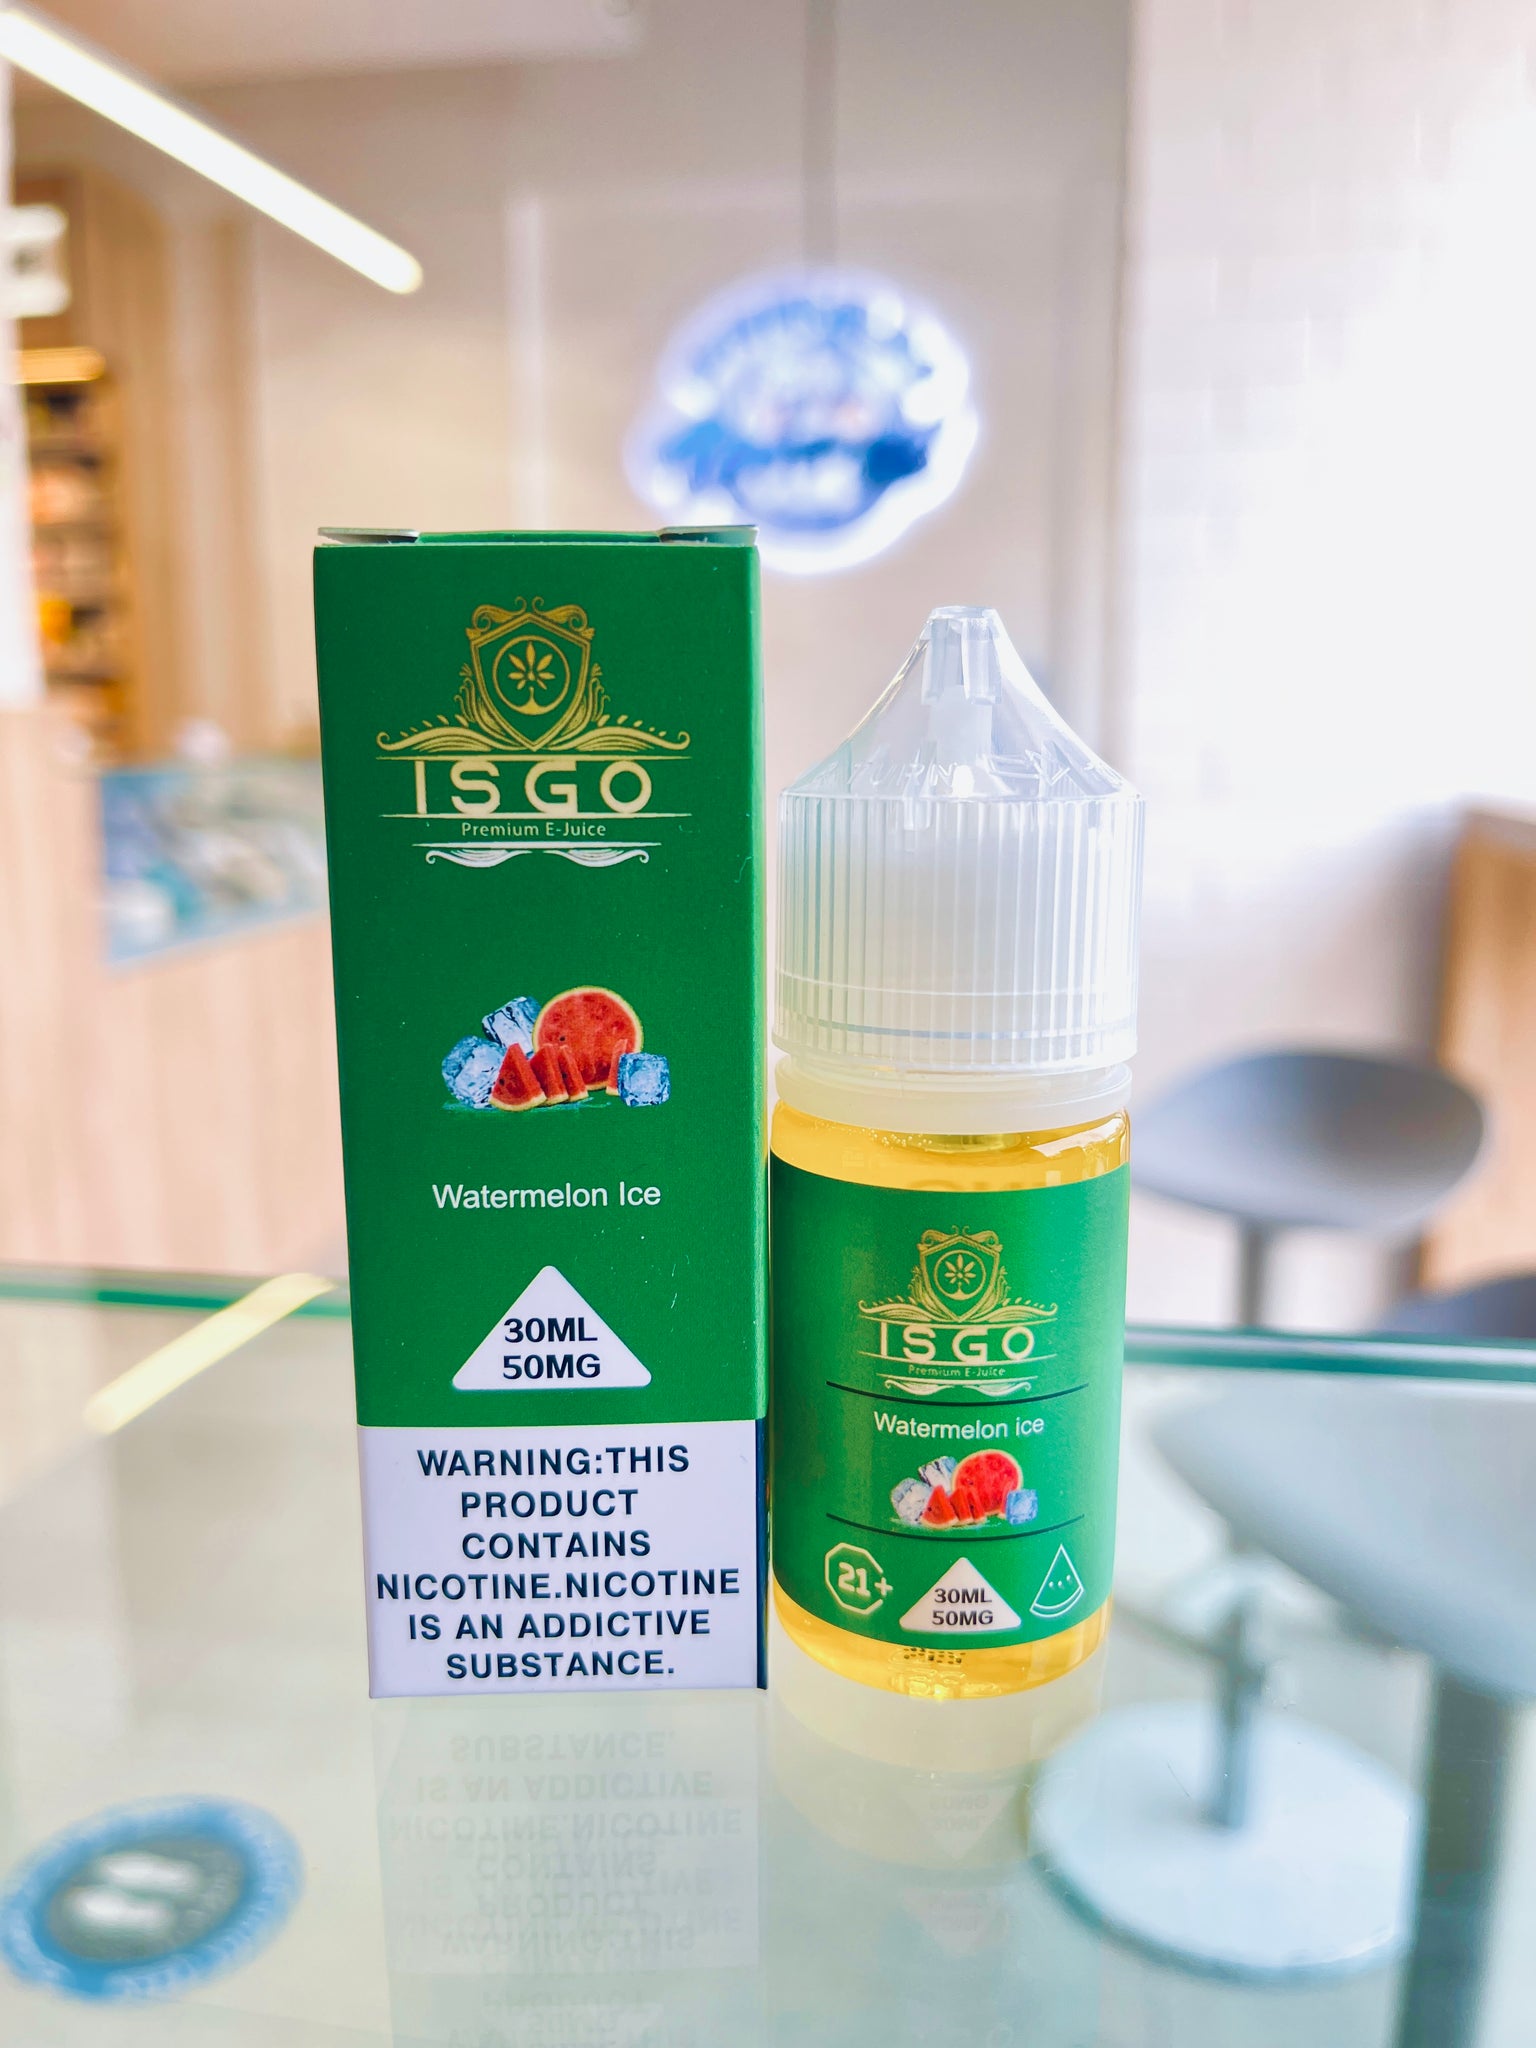 ISGO
Premium E-Juice
Watermelon Ice
30ML
50MG
WARNING:THIS
PRODUCT
CONTAINS
NICOTINE.NICOTINE
IS AN ADDICTIVE
SUBSTANCE.
ISGO
Premium E-Juice
Watermelon ice
21+
30ML
50MG